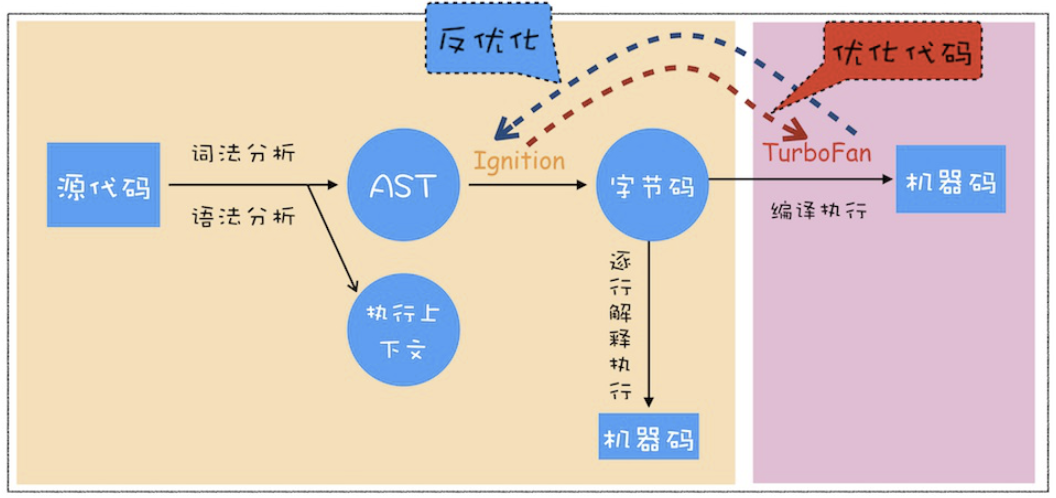 反优化
优化代码
词法分析
源代码
语法分析
AST
Ignition
字节码
TurboFan
机器码
编译执行
执行上
下文
逐行解释执行
机器码